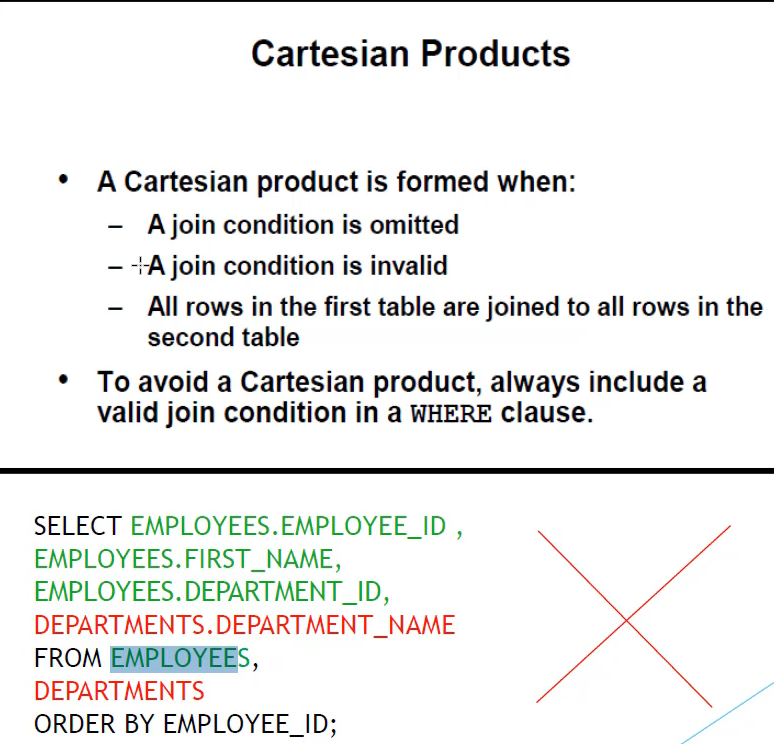 Cartesian Products
• A Cartesian product is formed when:
– A join condition is omitted
– A join condition is invalid
– All rows in the first table are joined to all rows in the
second table
• To avoid a Cartesian product, always include a
valid join condition in a WHERE clause.
SELECT EMPLOYEES.EMPLOYEE_ID ,
EMPLOYEES.FIRST_NAME,
EMPLOYEES.DEPARTMENT_ID,
DEPARTMENTS.DEPARTMENT_NAME
FROM EMPLOYEES,
DEPARTMENTS
ORDER BY EMPLOYEE_ID;